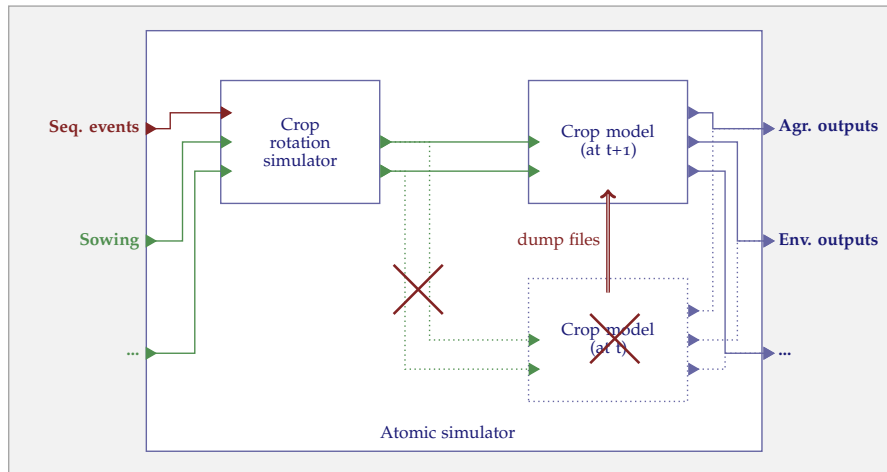 Seq. events
Sowing
...
Crop
rotation
simulator
Crop model
(at t+1)
dump files
Crop model
(at t)
Agr. outputs
Env. outputs
...
Atomic simulator